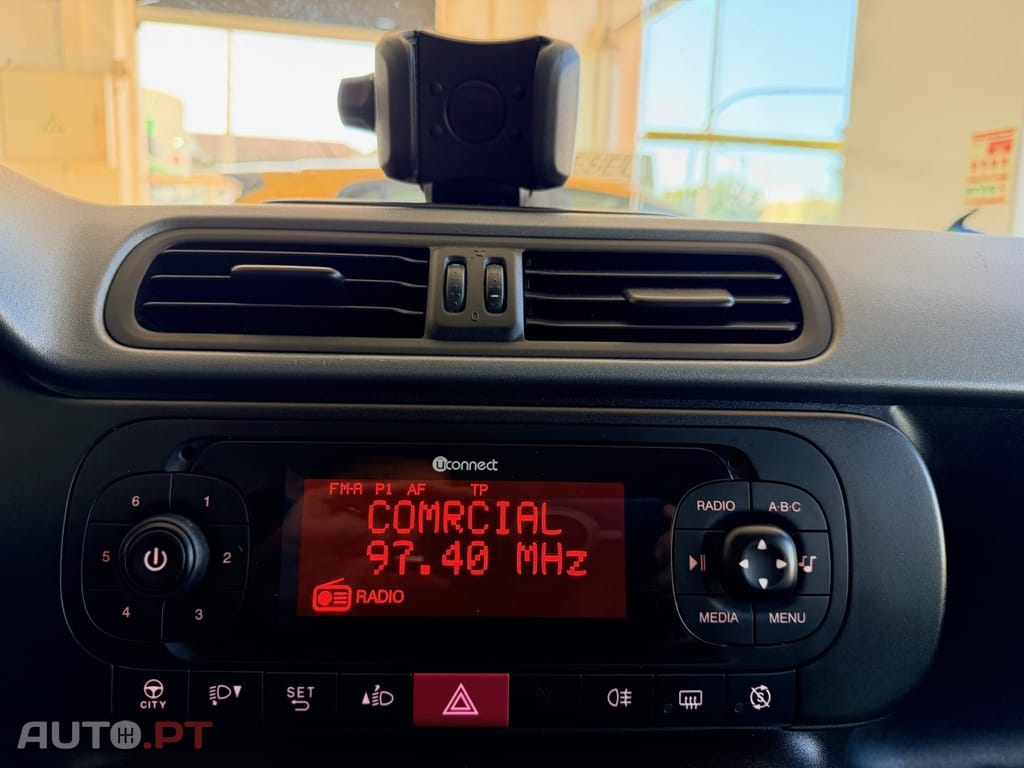 uconnect
FM-A P1 AF TP
COMRCIAL
97.40 MHz
RADIO
6 1
5 2
4 3
RADIO A·B·C
MEDIA MENU
CITY
SET
0
AUTO.PT